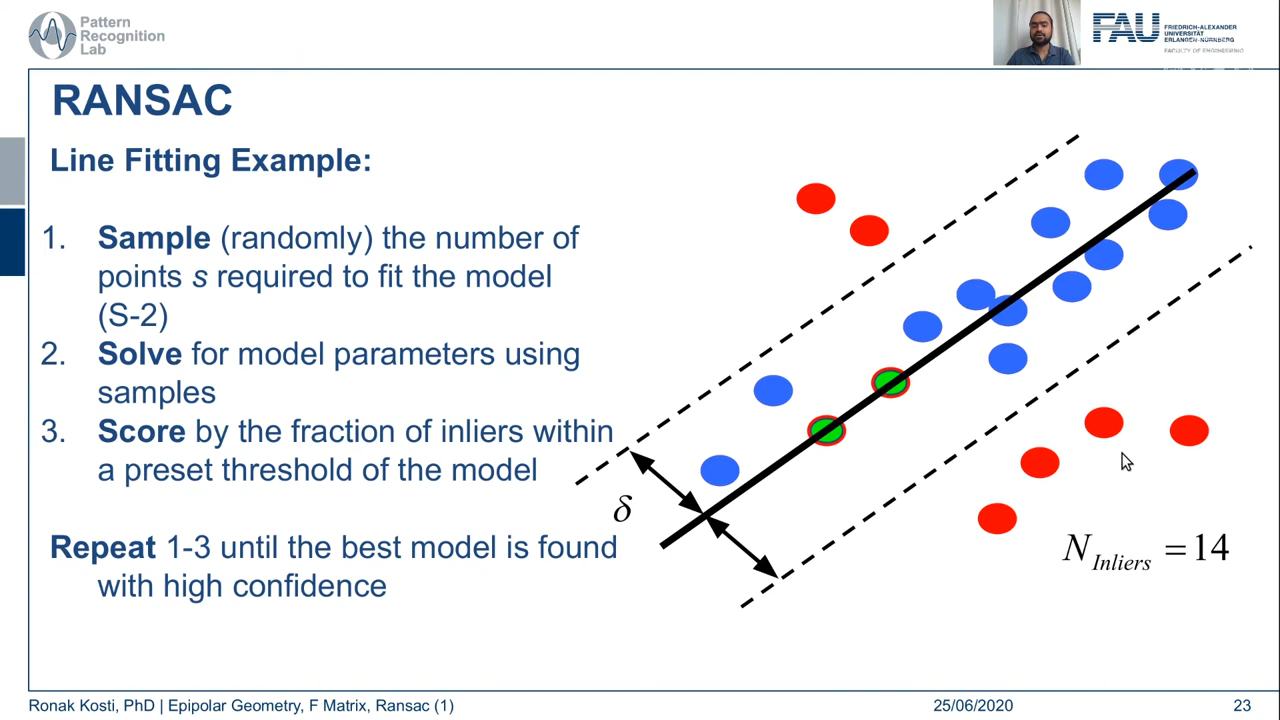 Pattern
Recognition
Lab
FAU
FRIEDRICH-ALEXANDER
UNIVERSITÄT
ERLANGEN-NÜRNBERG
FACULTY OF ENGINEERING
RANSAC
Line Fitting Example:
1. Sample (randomly) the number of
points s required to fit the model
(S-2)
2. Solve for model parameters using
samples
3. Score by the fraction of inliers within
a preset threshold of the model
Repeat 1-3 until the best model is found
with high confidence
δ
N Inliers = 14
Ronak Kosti, PhD | Epipolar Geometry, F Matrix, Ransac (1)
25/06/2020
23